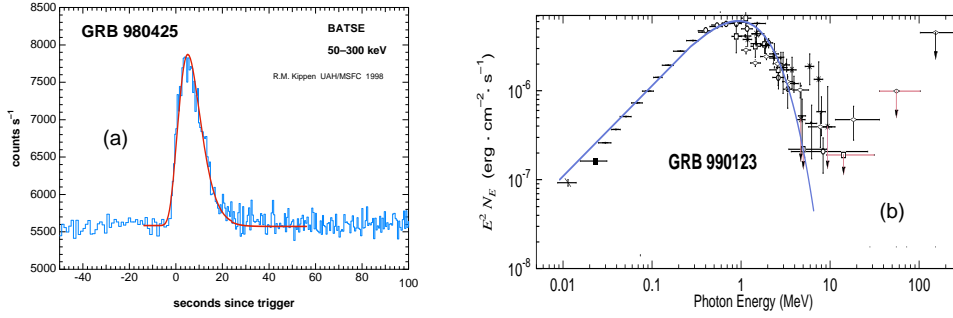 GRB 980425
BATSE
50–300 keV
R.M. Kippen UAH/MSFC 1998
(a)
counts s⁻¹
8500
8000
7500
7000
6500
6000
5500
5000
-40 -20 0 20 40 60 80 100
seconds since trigger
10⁻⁶
10⁻⁷
10⁻⁸
E² N_E (erg · cm⁻² · s⁻¹)
GRB 990123
(b)
0.01 0.1 1 10 100
Photon Energy (MeV)